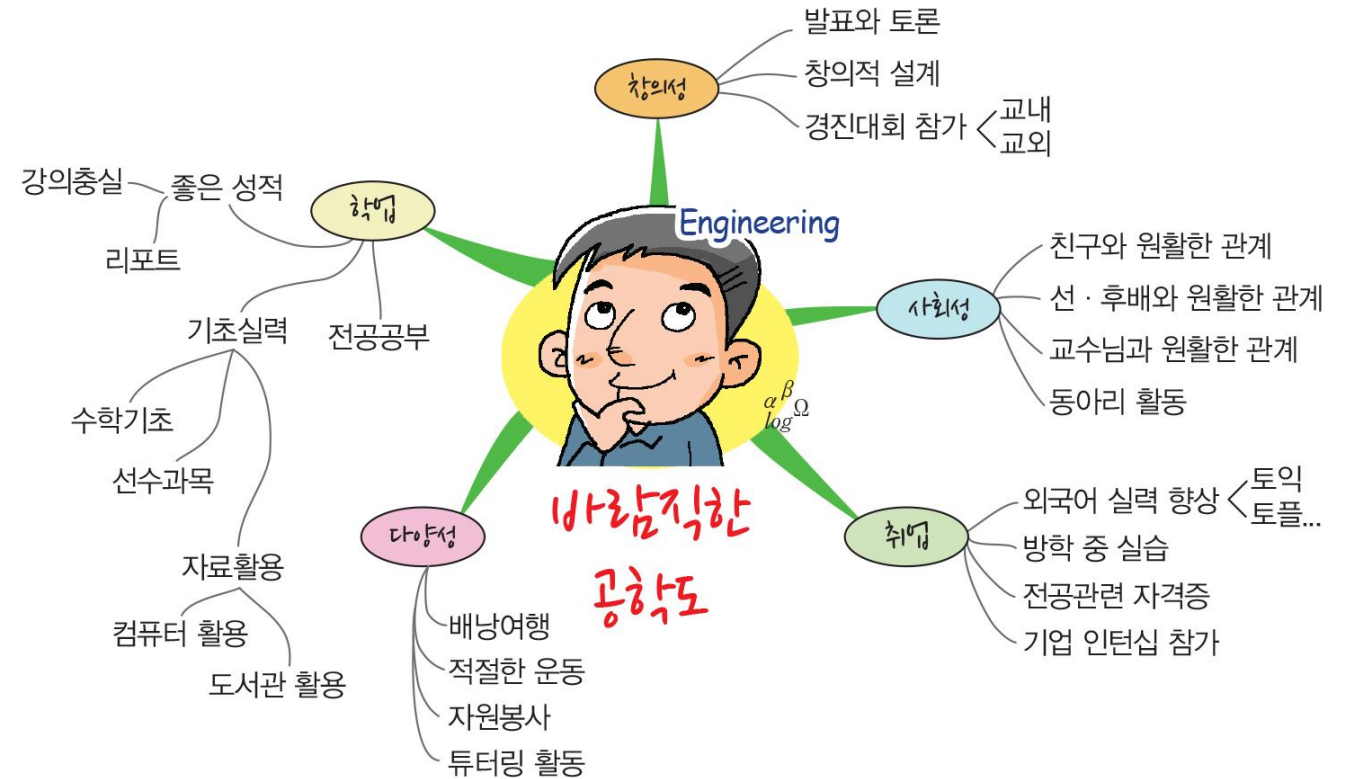 창의성
발표와 토론
창의적 설계
경진대회 참가
교내
교외
학업
좋은 성적
강의충실
리포트
기초실력
전공공부
수학기초
선수과목
자료활용
컴퓨터 활용
도서관 활용
Engineering
α β
log Ω
바람직한
공학도
사회성
친구와 원활한 관계
선 · 후배와 원활한 관계
교수님과 원활한 관계
동아리 활동
다양성
배낭여행
적절한 운동
자원봉사
튜터링 활동
취업
외국어 실력 향상
토익
토플...
방학 중 실습
전공관련 자격증
기업 인턴십 참가